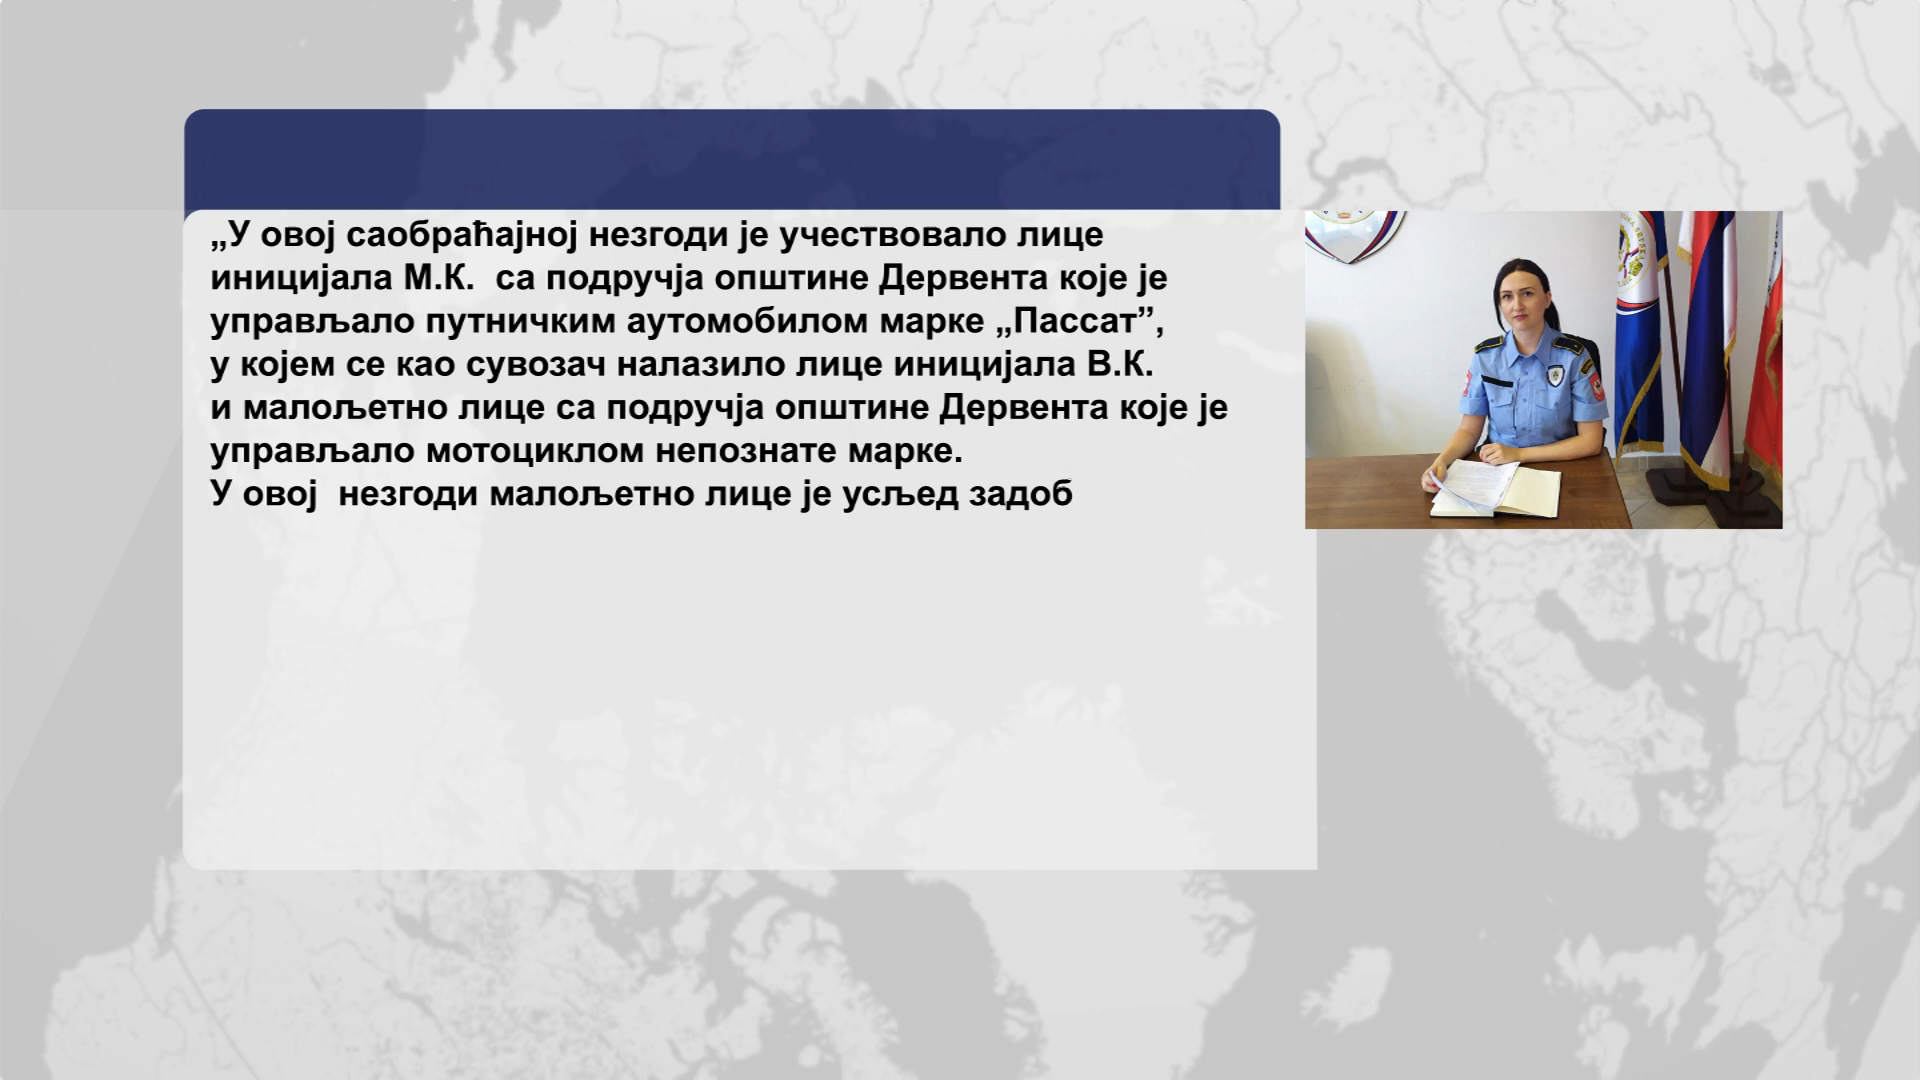 „У овој саобраћајној незгоди је учествовало лице
иницијала М.К.  са подручја општине Дервента које је
управљало путничким аутомобилом марке „Пассат”,
у којем се као сувозач налазило лице иницијала В.К.
и малољетно лице са подручја општине Дервента које је
управљало мотоциклом непознате марке.
У овој  незгоди малољетно лице је усљед задоб